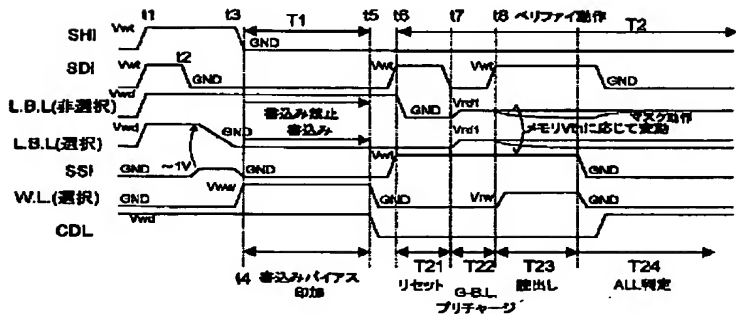 t1 t2 t3 T1 t5 t6 t7 t8 ベリファイ動作 T2
SHI Vwt GND
SDI Vwt GND Vwt Vwt GND
L.B.L(非選択) Vwd 書込み禁止 GND Vrd1 マスク動作
L.B.L(選択) Vwd GND 書込み Vrd1 メモリVthに応じて変動
SSI GND ~1V GND Vwt GND
W.L.(選択) GND Vww GND Vrw GND
CDL Vwd
t4 書込みバイアス
印加
T21 T22 T23 T24
リセット G-B.L. 読出し ALL判定
プリチャージ